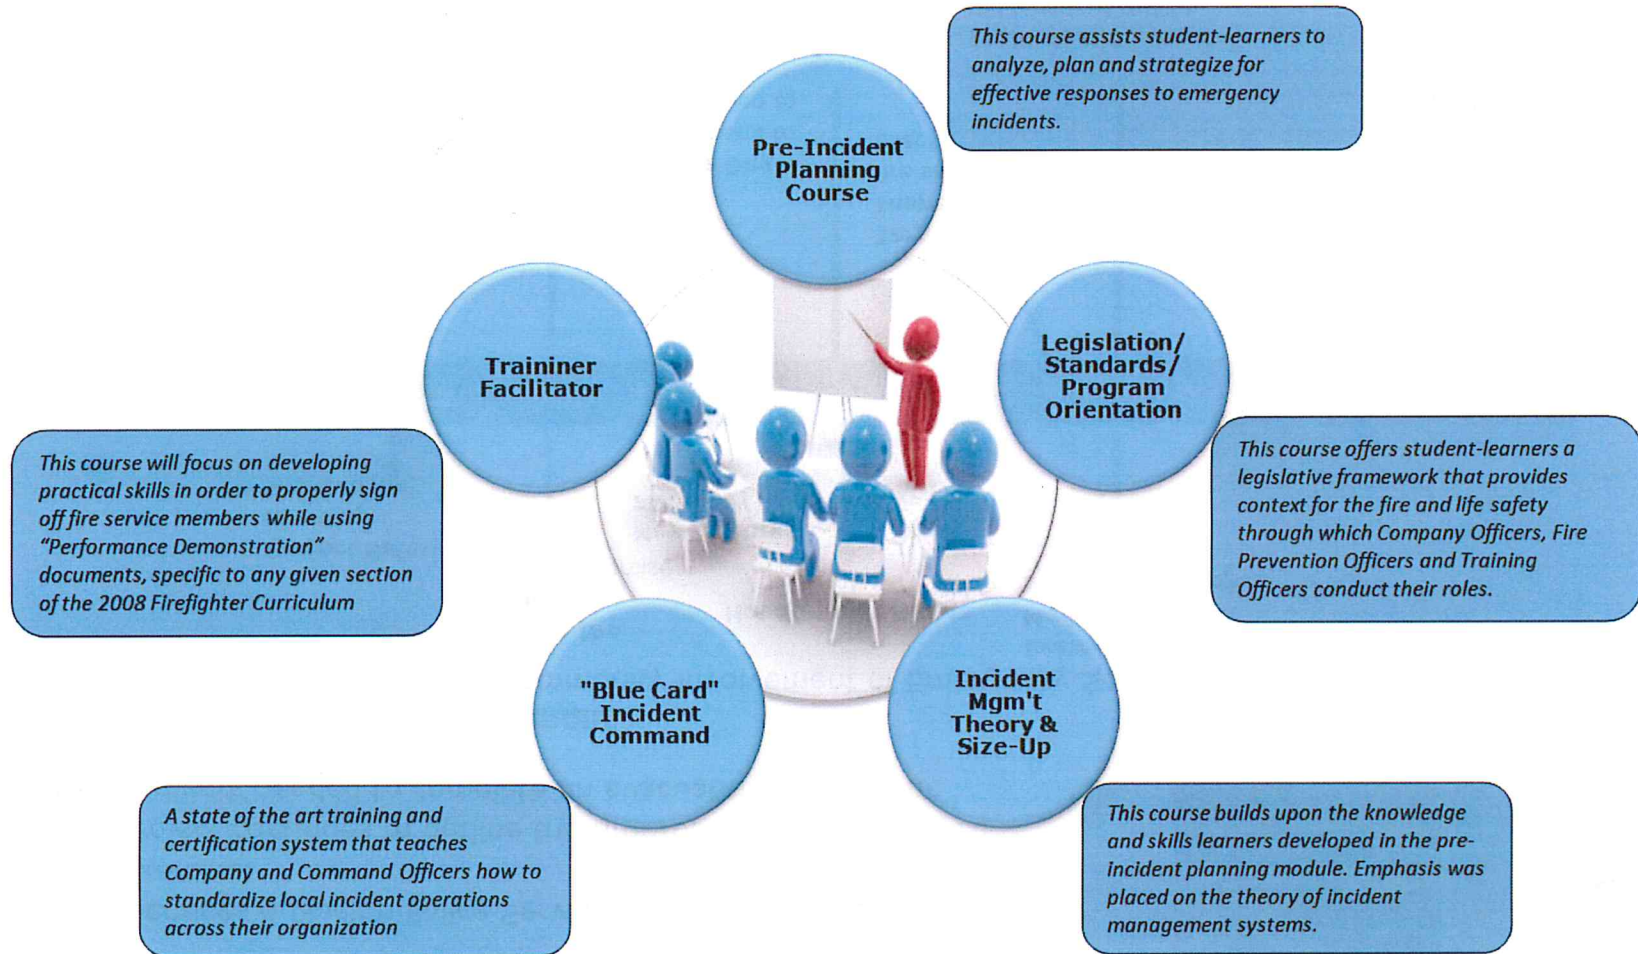 This course assists student-learners to
analyze, plan and strategize for
effective responses to emergency
incidents.
Pre-Incident
Planning
Course
Legislation/
Standards/
Program
Orientation
This course offers student-learners a
legislative framework that provides
context for the fire and life safety
through which Company Officers, Fire
Prevention Officers and Training
Officers conduct their roles.
Incident
Mgm't
Theory &
Size-Up
This course builds upon the knowledge
and skills learners developed in the pre-
incident planning module. Emphasis was
placed on the theory of incident
management systems.
"Blue Card"
Incident
Command
A state of the art training and
certification system that teaches
Company and Command Officers how to
standardize local incident operations
across their organization
Traininer
Facilitator
This course will focus on developing
practical skills in order to properly sign
off fire service members while using
“Performance Demonstration”
documents, specific to any given section
of the 2008 Firefighter Curriculum